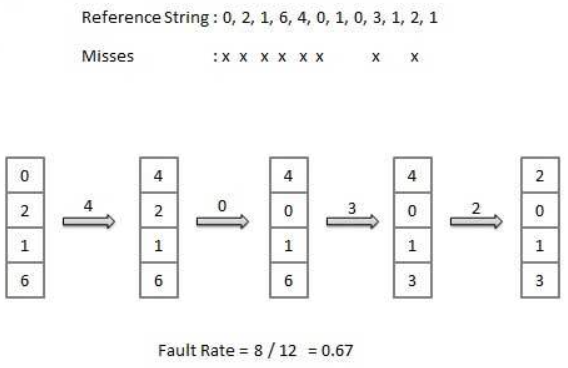 Reference String : 0, 2, 1, 6, 4, 0, 1, 0, 3, 1, 2, 1
Misses : x x x x x x x x
4 0 3 2
0 4 4 4 2
2 2 0 0 0
1 1 1 1 1
6 6 6 3 3
Fault Rate = 8 / 12 = 0.67